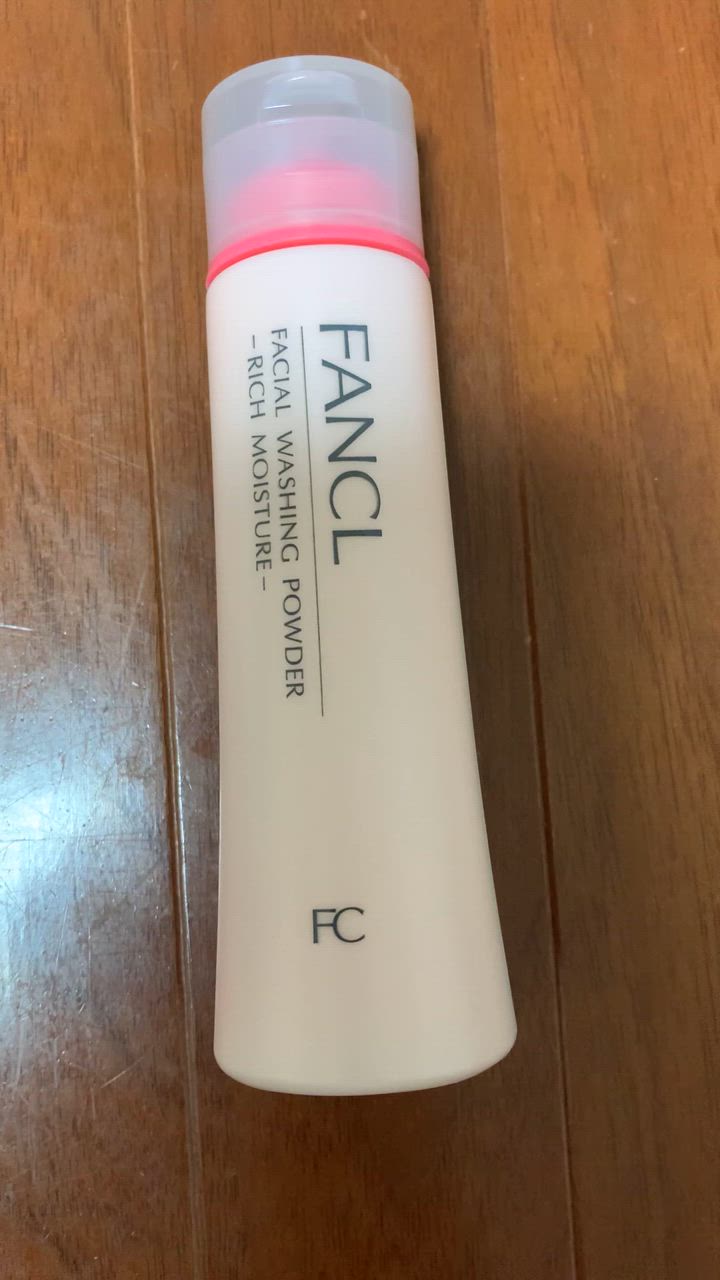 FANCL
FACIAL WASHING POWDER
-RICH MOISTURE-
FC